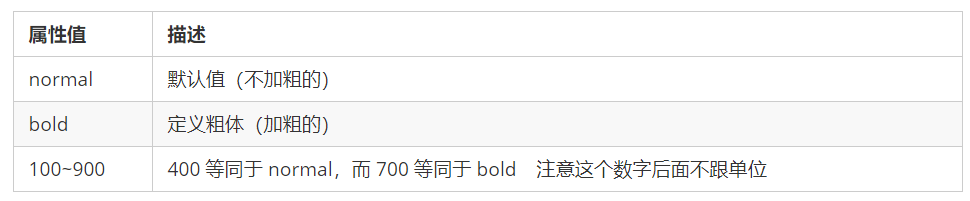 属性值 描述
normal 默认值（不加粗的）
bold 定义粗体（加粗的）
100~900 400 等同于 normal，而 700 等同于 bold 注意这个数字后面不跟单位